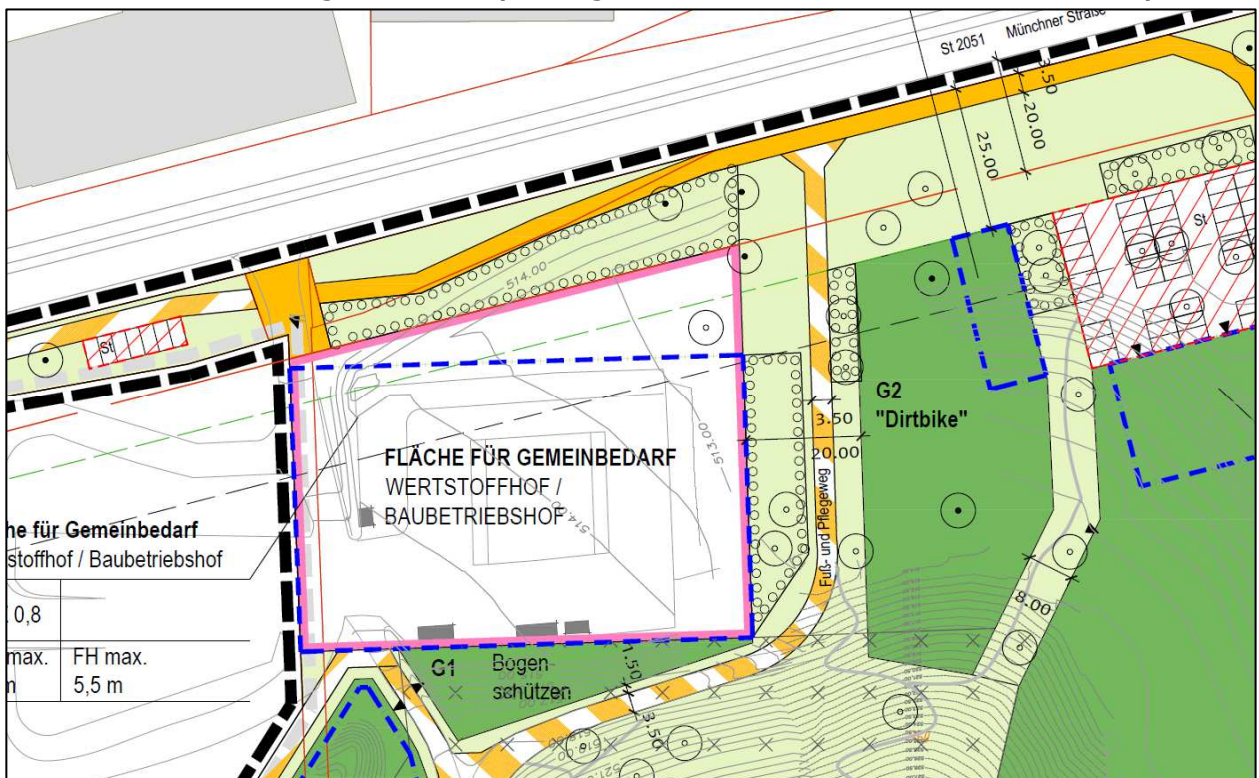 St 2051 Münchner Straße
3.50
20.00
25.00
St
514.00
St
G2
"Dirtbike"
3.50
20.00
513.00
FLÄCHE FÜR GEMEINBEDARF
WERTSTOFFHOF /
BAUBETRIEBSHOF
514.00
Fuß- und Pflegeweg
he für Gemeinbedarf
stoffhof / Baubetriebshof
0,8
max.
FH max.
5,5 m
8.00
G1
Bogen
schützen
1.50
3.50